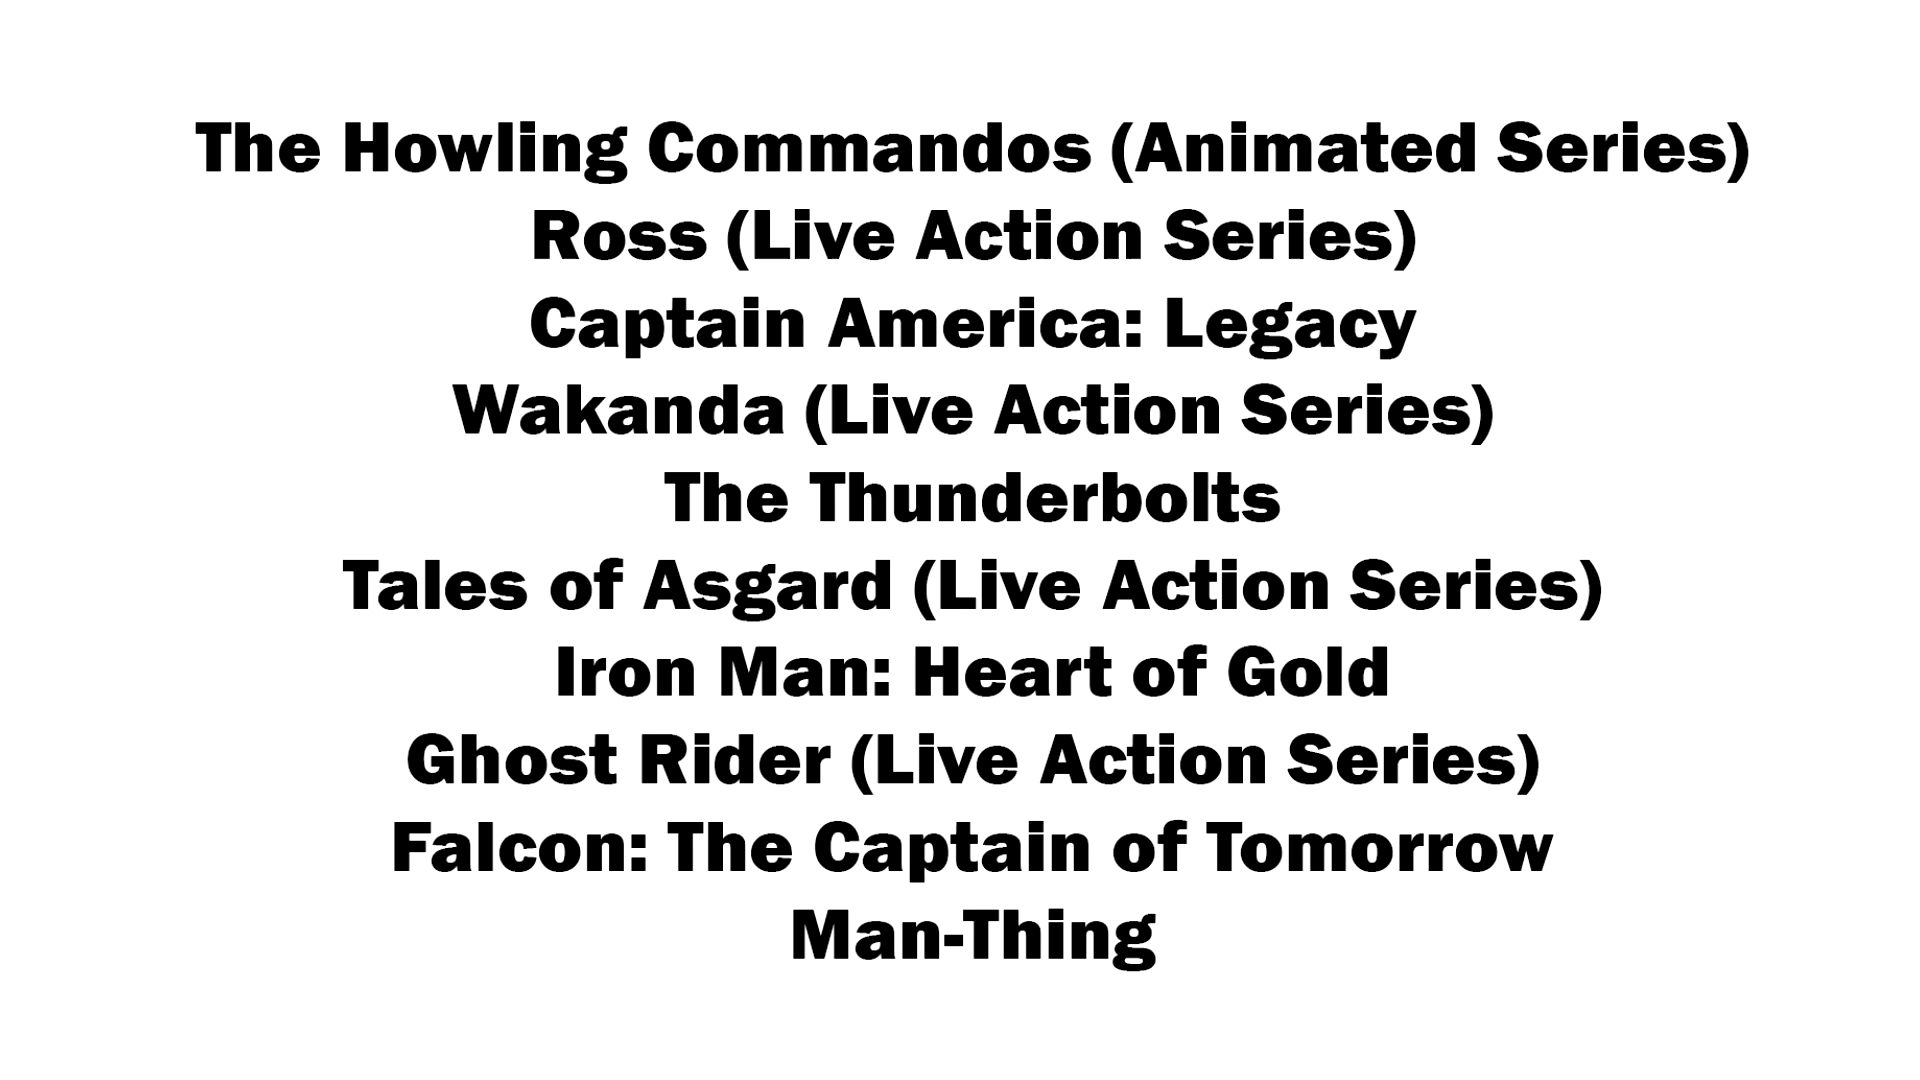 The Howling Commandos (Animated Series)
Ross (Live Action Series)
Captain America: Legacy
Wakanda (Live Action Series)
The Thunderbolts
Tales of Asgard (Live Action Series)
Iron Man: Heart of Gold
Ghost Rider (Live Action Series)
Falcon: The Captain of Tomorrow
Man-Thing